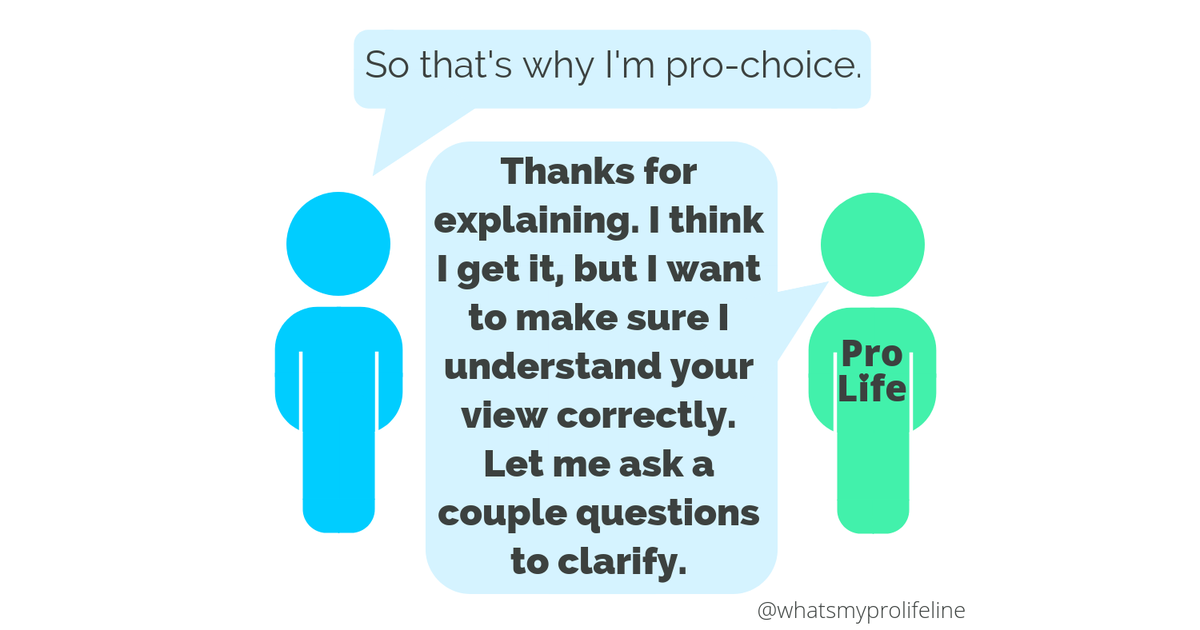 So that's why I'm pro-choice.
Thanks for
explaining. I think
I get it, but I want
to make sure I
understand your
view correctly.
Let me ask a
couple questions
to clarify.
Pro
Life
@whatsmyprolifeline